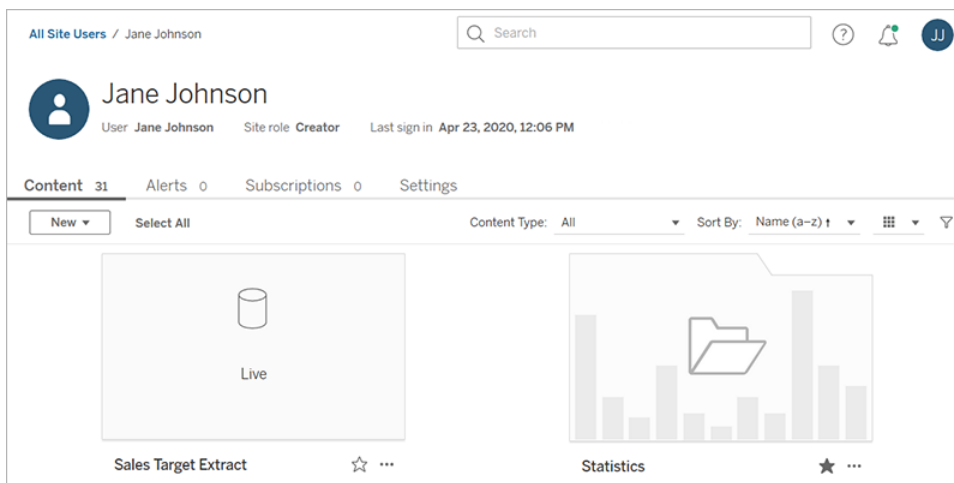 All Site Users / Jane Johnson
Search
?
JJ
Jane Johnson
User Jane Johnson Site role Creator Last sign in Apr 23, 2020, 12:06 PM
Content 31 Alerts 0 Subscriptions 0 Settings
New Select All Content Type: All Sort By: Name (a–z)
Live
Sales Target Extract
Statistics